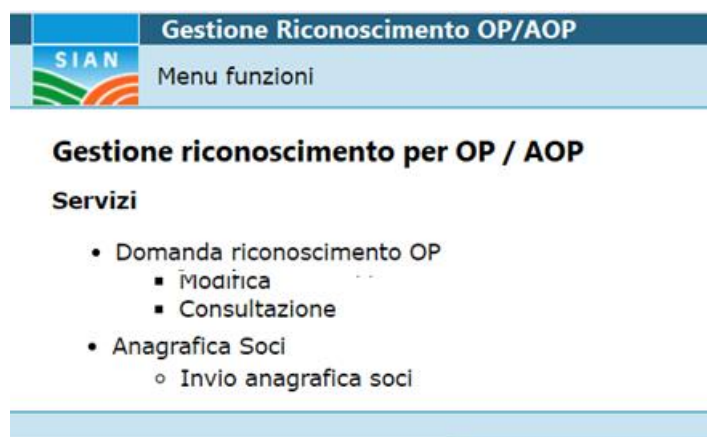 Gestione Riconoscimento OP/AOP
SIAN
Menu funzioni
Gestione riconoscimento per OP / AOP
Servizi
Domanda riconoscimento OP
Modifica
Consultazione
Anagrafica Soci
Invio anagrafica soci